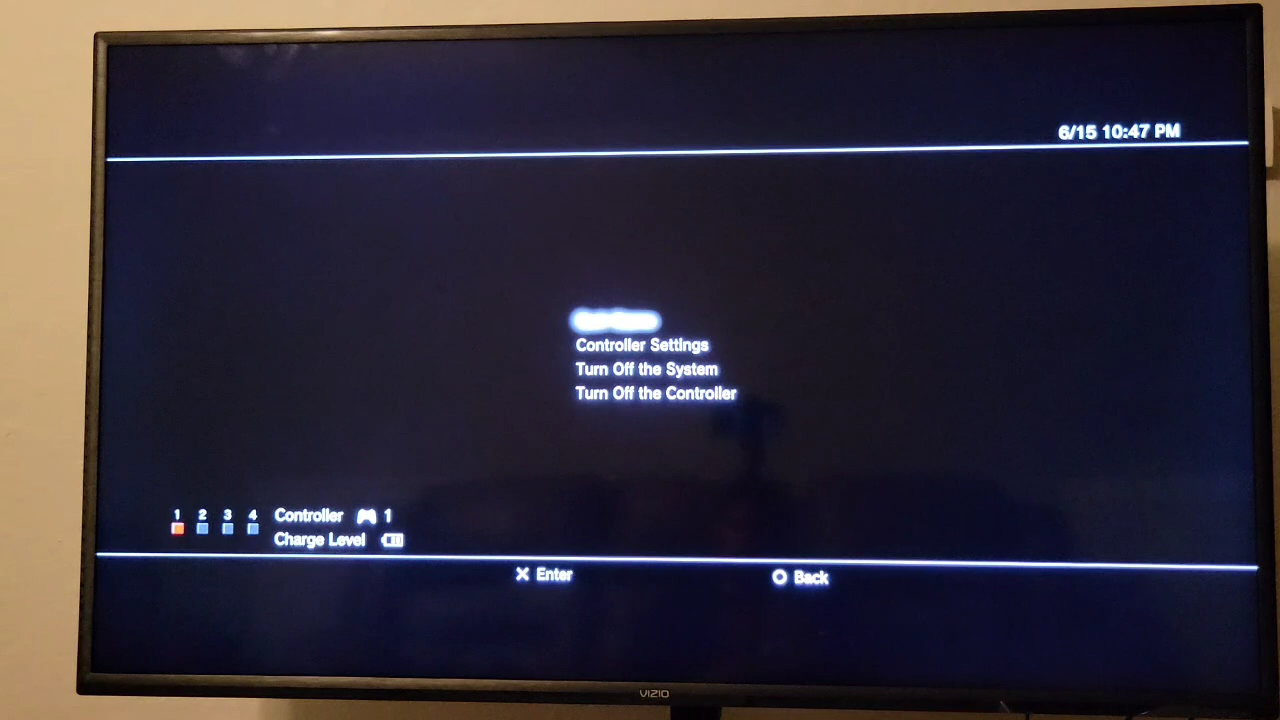 6/15 10:47 PM
Controller Settings
Turn Off the System
Turn Off the Controller
1 2 3 4 Controller 1
Charge Level
X Enter O Back
VIZIO